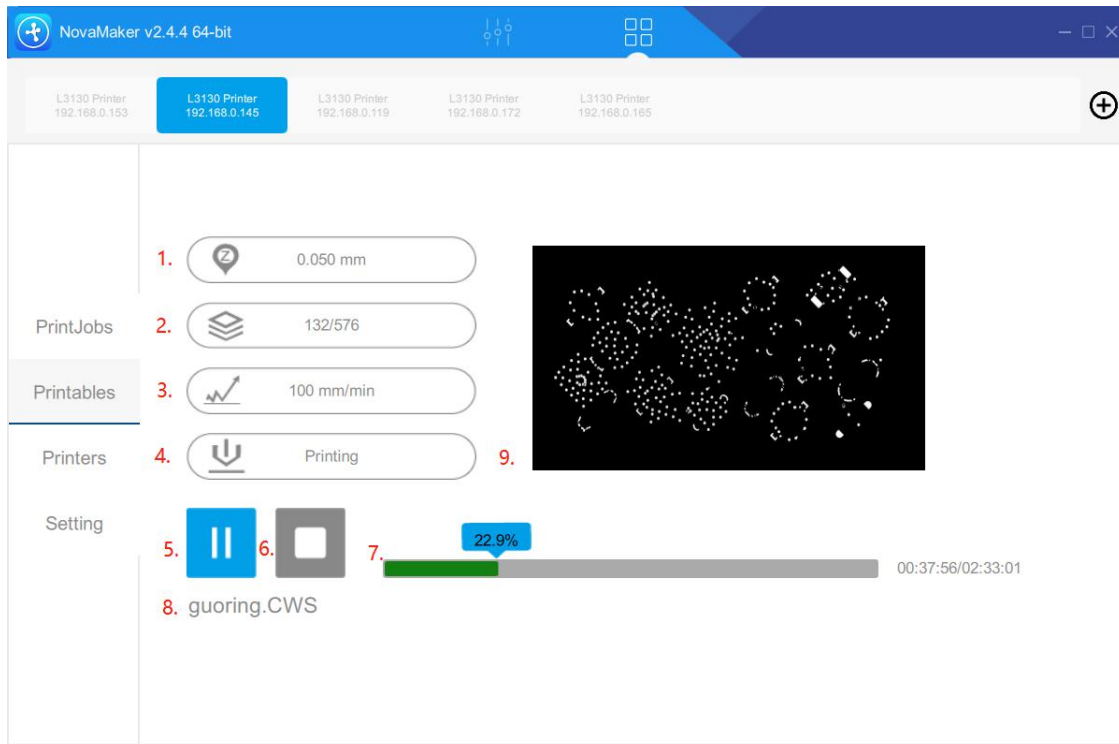 NovaMaker v2.4.4 64-bit
L3130 Printer
192.168.0.153
L3130 Printer
192.168.0.145
L3130 Printer
192.168.0.119
L3130 Printer
192.168.0.172
L3130 Printer
192.168.0.165
PrintJobs
Printables
Printers
Setting
1. Z 0.050 mm
2. 132/576
3. 100 mm/min
4. Printing
9.
5.
6.
7.
22.9%
00:37:56/02:33:01
8. guoring.CWS